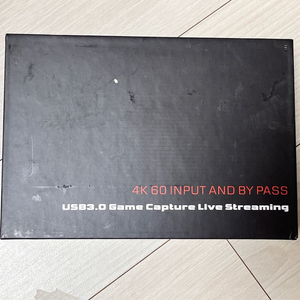 4K 60 INPUT AND BY PASS
USB3.0 Game Capture Live Streaming